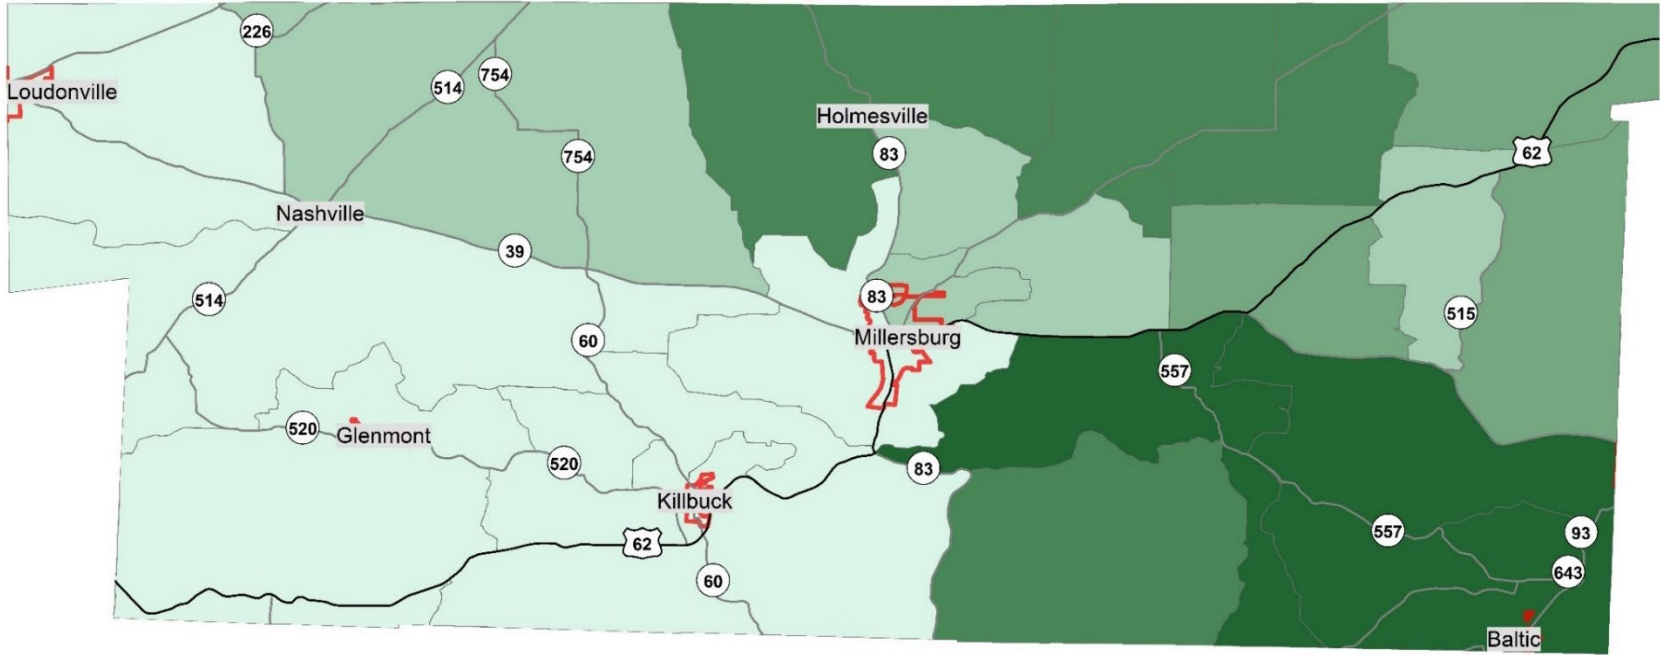 226
754
514
Loudonville
Holmesville
62
83
754
Nashville
39
83
514
515
60
Millersburg
557
520
Glenmont
520
83
Killbuck
557
93
62
643
60
Baltic